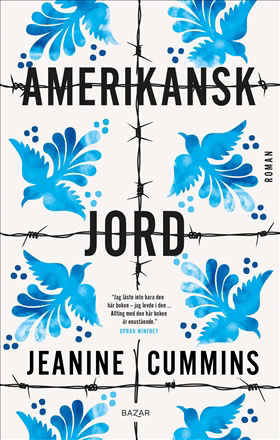 AMERIKANSK
ROMAN
JORD
"Jag läste inte bara den
här boken – jag levde i den ...
Allting med den här boken
är enastående."
OPRAH WINFREY
JEANINE CUMMINS
BAZAR